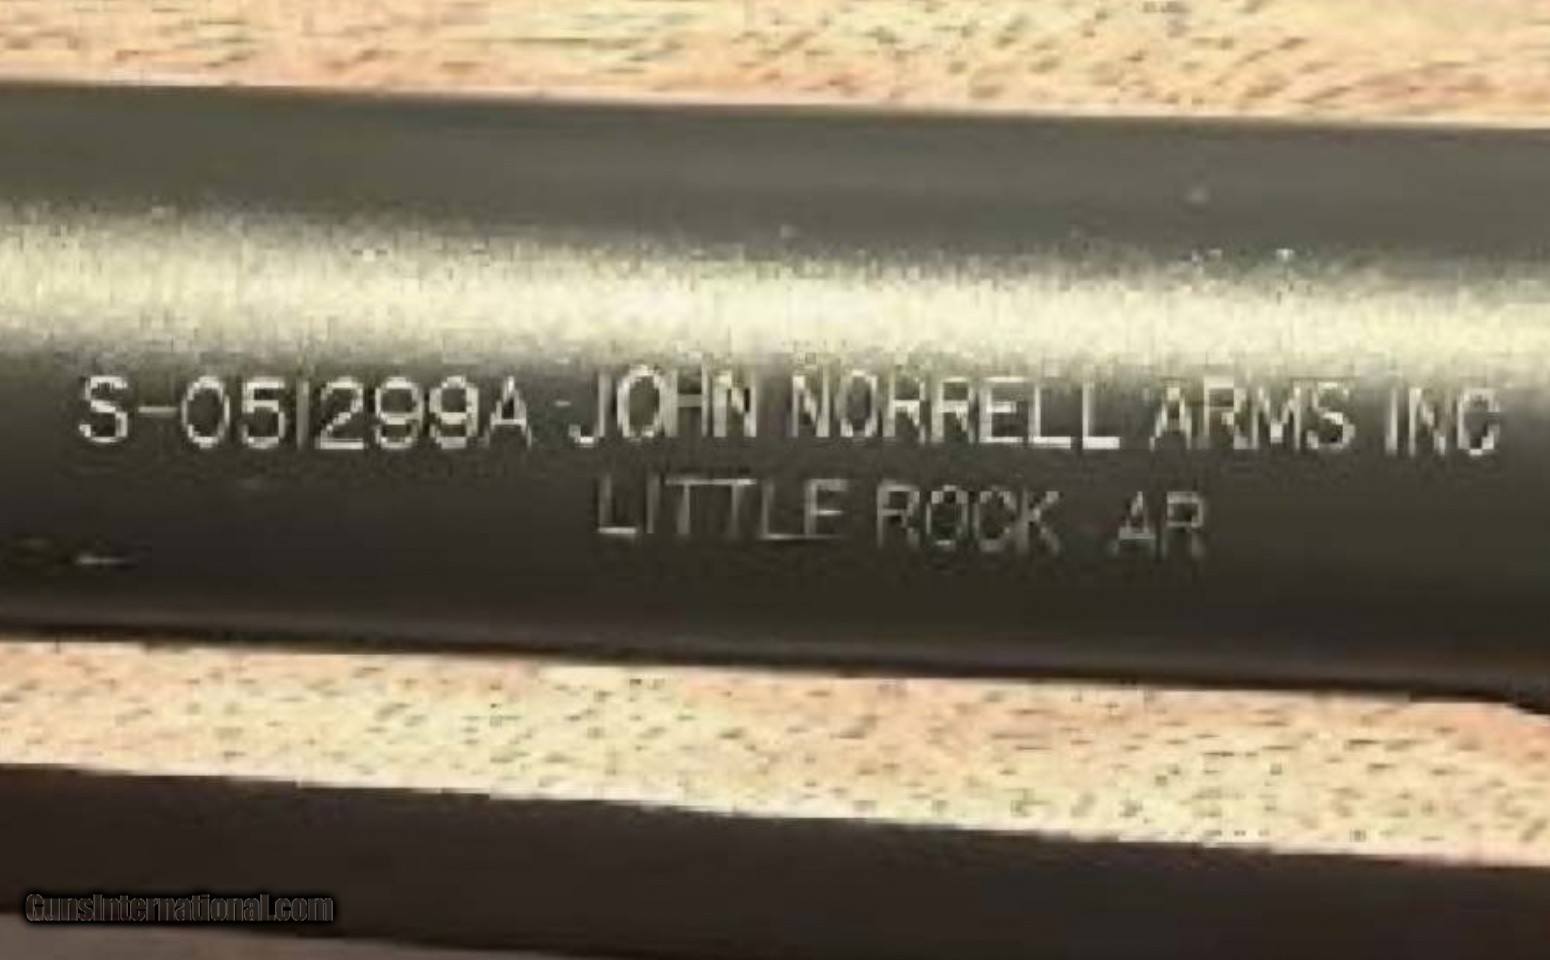 S-051299A JOHN NORRELL ARMS INC
LITTLE ROCK AR
GunsInternational.com